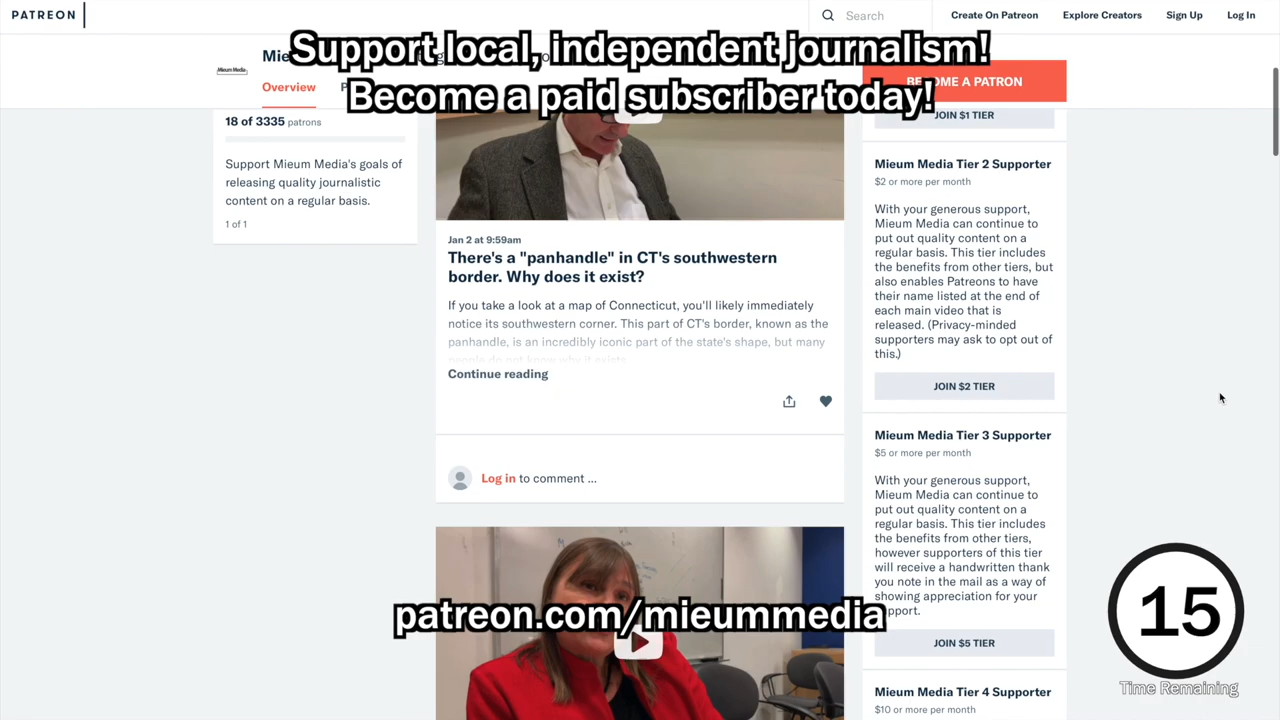 PATREON
Search
Create On Patreon
Explore Creators
Sign Up
Log In
Support local, independent journalism!
Become a paid subscriber today!
Mieum Media
Overview
BECOME A PATRON
18 of 3335 patrons
Support Mieum Media's goals of
releasing quality journalistic
content on a regular basis.
1 of 1
Jan 2 at 9:59am
There's a "panhandle" in CT's southwestern
border. Why does it exist?
If you take a look at a map of Connecticut, you'll likely immediately
notice its southwestern corner. This part of CT's border, known as the
panhandle, is an incredibly iconic part of the state's shape, but many
people do not know why it exists
Continue reading
Log in to comment ...
JOIN $1 TIER
Mieum Media Tier 2 Supporter
$2 or more per month
With your generous support,
Mieum Media can continue to
put out quality content on a
regular basis. This tier includes
the benefits from other tiers, but
also enables Patreons to have
their name listed at the end of
each main video that is
released. (Privacy-minded
supporters may ask to opt out of
this.)
JOIN $2 TIER
Mieum Media Tier 3 Supporter
$5 or more per month
With your generous support,
Mieum Media can continue to
put out quality content on a
regular basis. This tier includes
the benefits from other tiers,
however supporters of this tier
will receive a handwritten thank
you note in the mail as a way of
showing appreciation for your
support.
JOIN $5 TIER
Mieum Media Tier 4 Supporter
$10 or more per month
patreon.com/mieummedia
15
Time Remaining